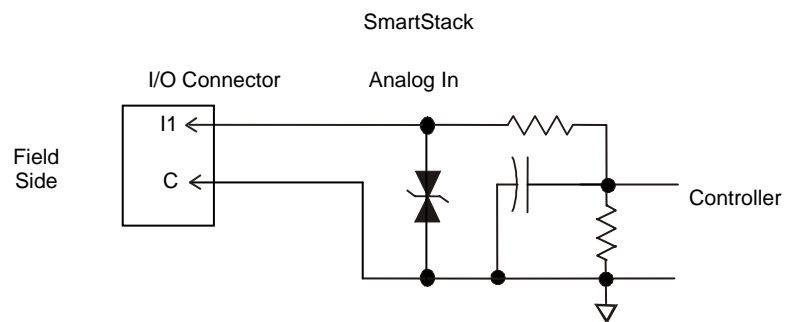 SmartStack
I/O Connector
Analog In
I1
Field
Side
C
Controller